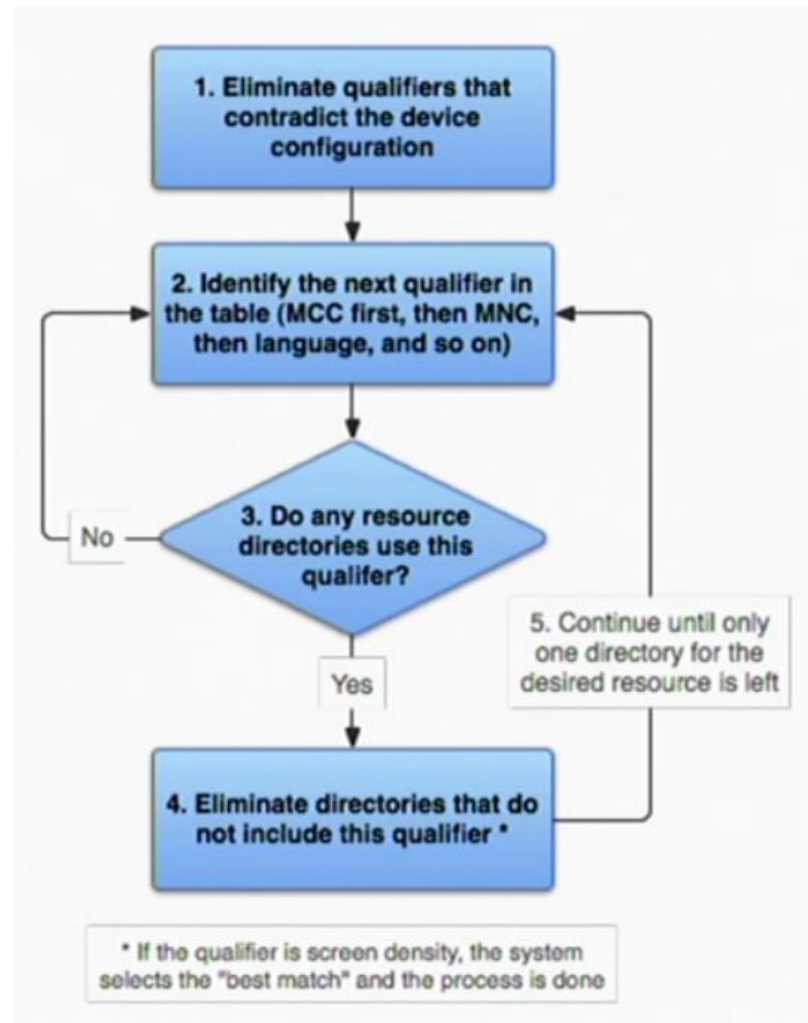 1. Eliminate qualifiers that
contradict the device
configuration
2. Identify the next qualifier in
the table (MCC first, then MNC,
then language, and so on)
3. Do any resource
directories use this
qualifer?
No
Yes
5. Continue until only
one directory for the
desired resource is left
4. Eliminate directories that do
not include this qualifier *
* If the qualifier is screen density, the system
selects the "best match" and the process is done